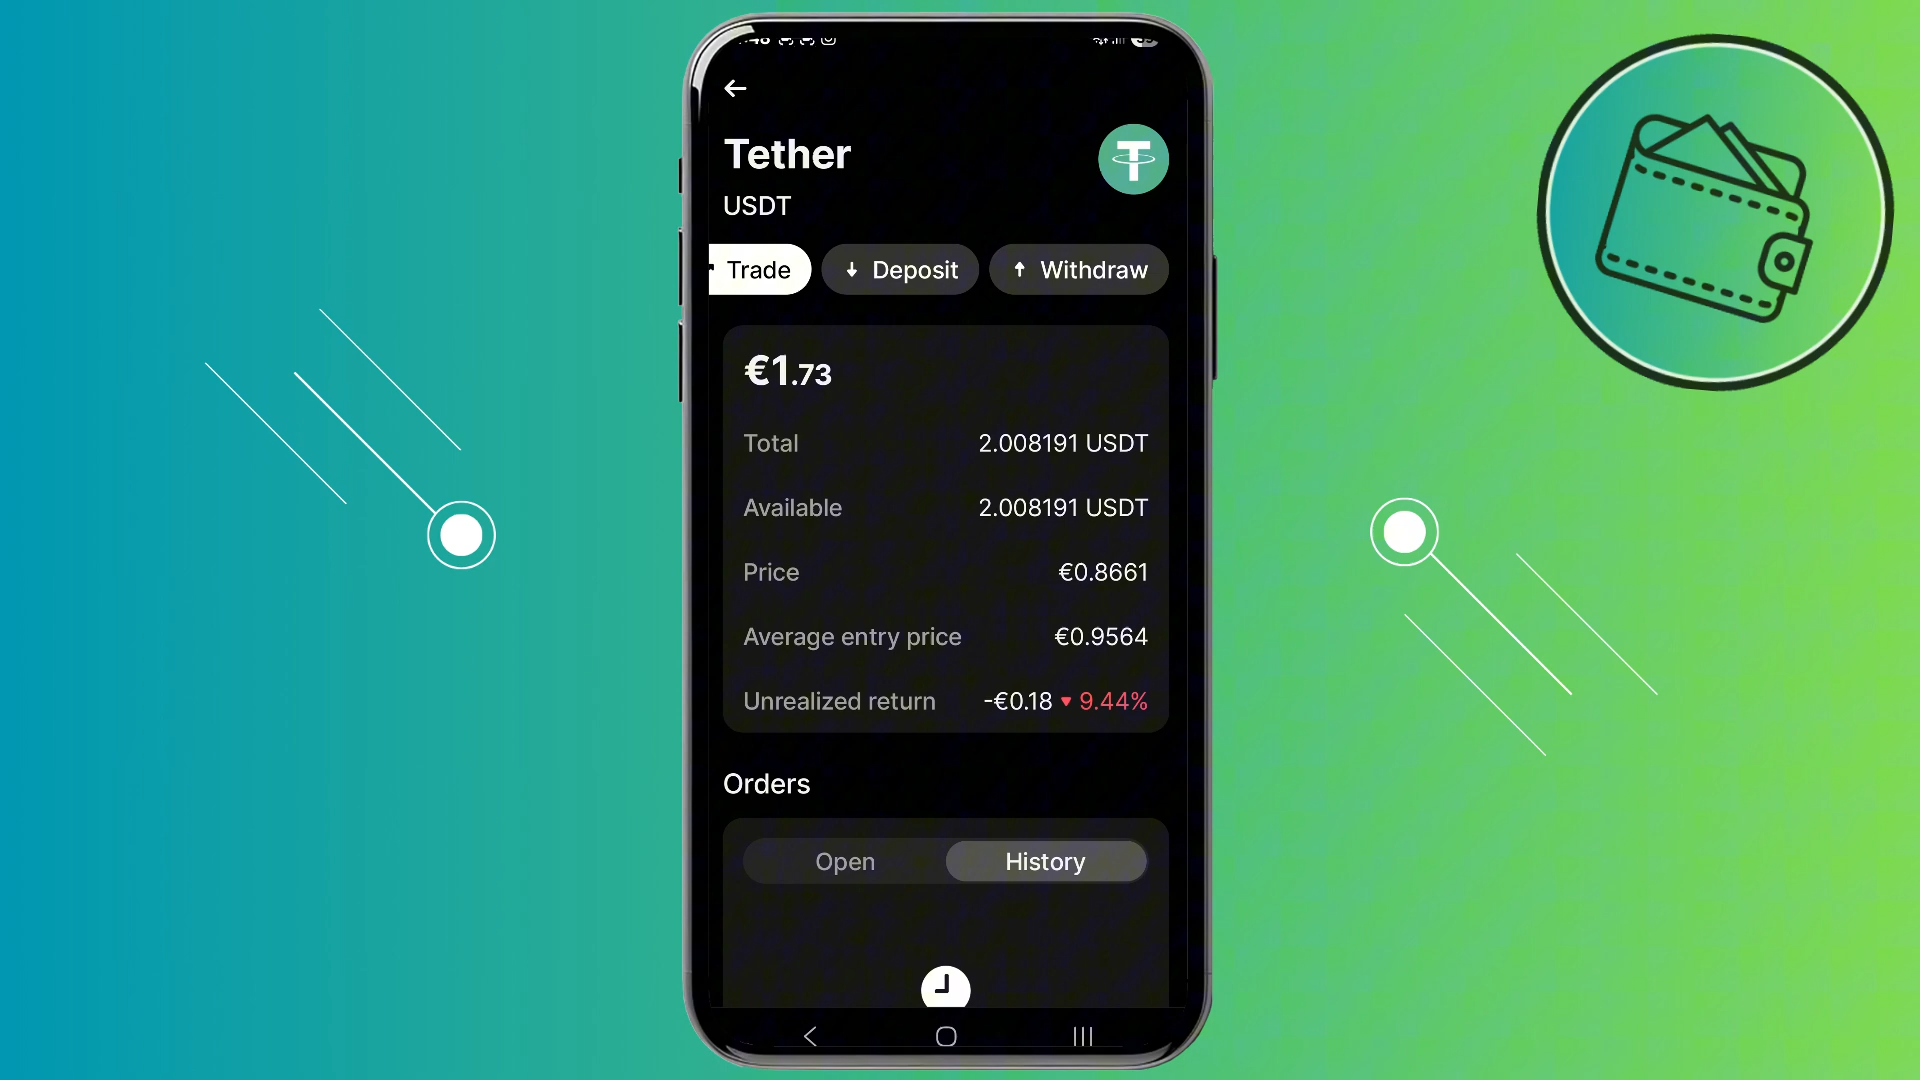 Tether
USDT
Trade
Deposit
Withdraw
€1.73
Total 2.008191 USDT
Available 2.008191 USDT
Price €0.8661
Average entry price €0.9564
Unrealized return -€0.18 ▼ 9.44%
Orders
Open
History